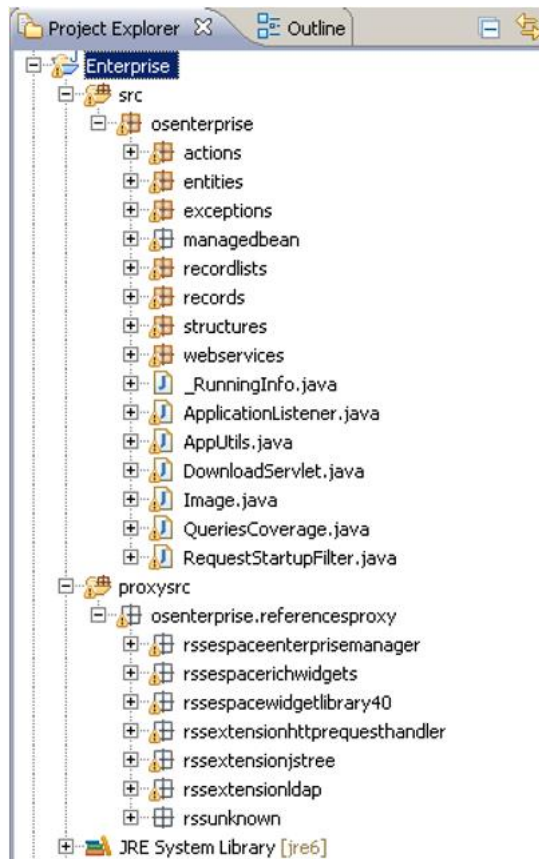 Project Explorer Outline
Enterprise
src
osenterprise
actions
entities
exceptions
managedbean
recordlists
records
structures
webservices
_RunningInfo.java
ApplicationListener.java
AppUtils.java
DownloadServlet.java
Image.java
QueriesCoverage.java
RequestStartupFilter.java
proxysrc
osenterprise.referencesproxy
rssespaceenterprisemanager
rssespacerichwidgets
rssespacewidgetlibrary40
rssextensionhttprequesthandler
rssextensionjstree
rssextensionldap
rssunknown
JRE System Library [jre6]